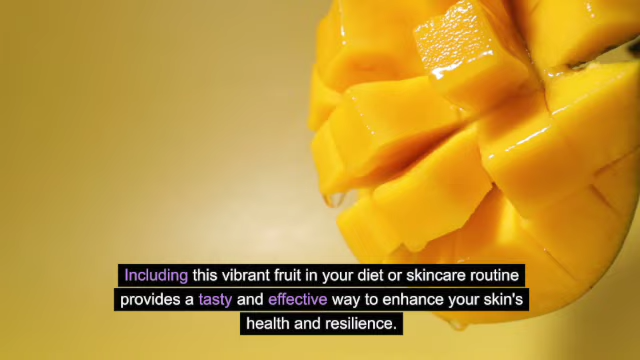 Including this vibrant fruit in your diet or skincare routine
provides a tasty and effective way to enhance your skin's
health and resilience.